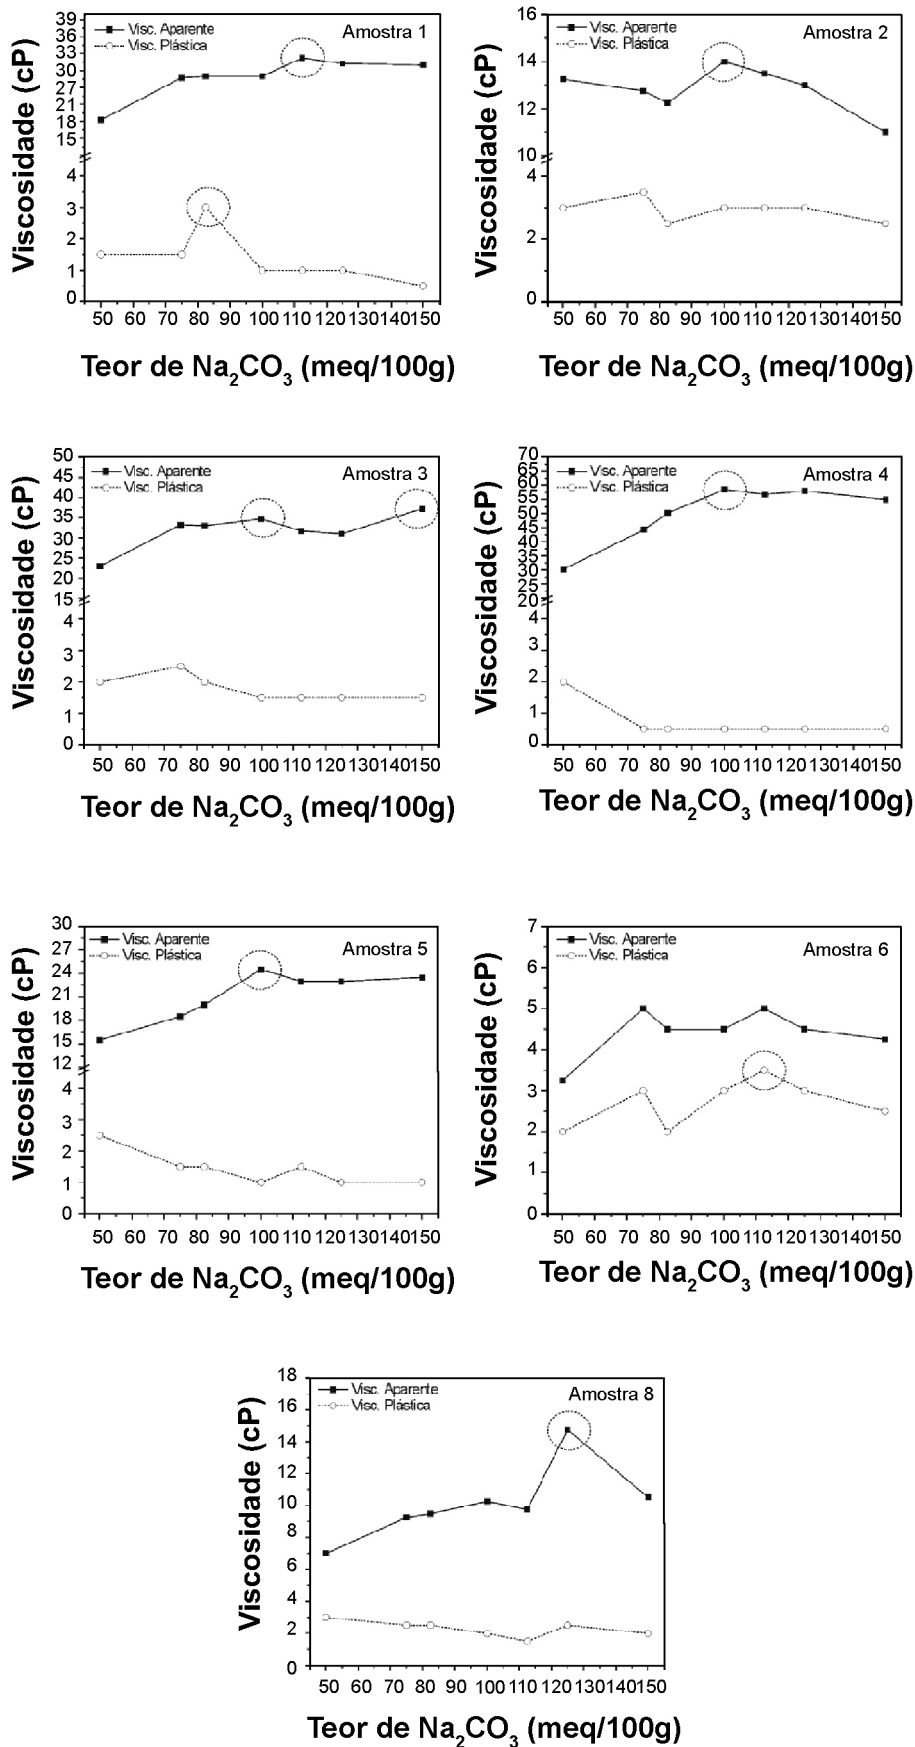 Viscosidade (cP)
Visc. Aparente
Visc. Plástica
Amostra 1
39
36
33
30
27
21
18
15
4
3
2
1
0
50 60 70 80 90 100 110 120 130 140 150
Teor de Na₂CO₃ (meq/100g)
Viscosidade (cP)
Visc. Aparente
Visc. Plástica
Amostra 2
16
14
12
10
4
2
0
50 60 70 80 90 100 110 120 130 140 150
Teor de Na₂CO₃ (meq/100g)
Viscosidade (cP)
Visc. Aparente
Visc. Plástica
Amostra 3
50
45
40
35
30
25
20
15
4
3
2
1
0
50 60 70 80 90 100 110 120 130 140 150
Teor de Na₂CO₃ (meq/100g)
Viscosidade (cP)
Visc. Aparente
Visc. Plástica
Amostra 4
70
65
60
55
50
45
40
35
30
25
20
4
3
2
1
0
50 60 70 80 90 100 110 120 130 140 150
Teor de Na₂CO₃ (meq/100g)
Viscosidade (cP)
Visc. Aparente
Visc. Plástica
Amostra 5
30
27
24
21
18
15
12
4
3
2
1
0
50 60 70 80 90 100 110 120 130 140 150
Teor de Na₂CO₃ (meq/100g)
Viscosidade (cP)
Visc. Aparente
Visc. Plástica
Amostra 6
7
6
5
4
3
2
1
0
50 60 70 80 90 100 110 120 130 140 150
Teor de Na₂CO₃ (meq/100g)
Viscosidade (cP)
Visc. Aparente
Visc. Plástica
Amostra 8
18
16
14
12
10
8
6
4
2
0
50 60 70 80 90 100 110 120 130 140 150
Teor de Na₂CO₃ (meq/100g)